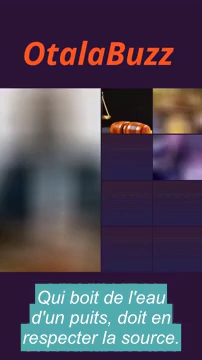 OtalaBuzz
Qui boit de l'eau
d'un puits, doit en
respecter la source.